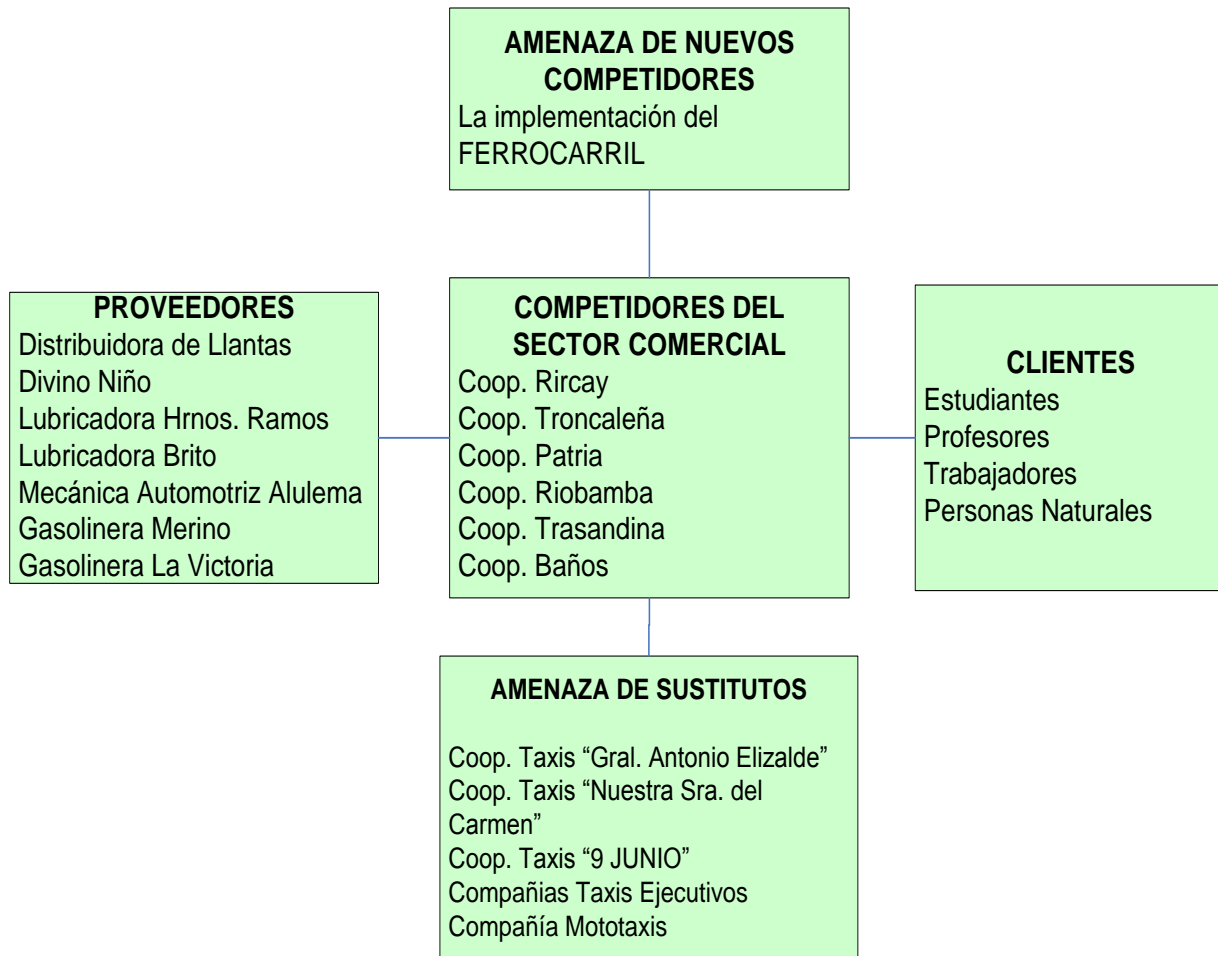 AMENAZA DE NUEVOS
COMPETIDORES
La implementación del
FERROCARRIL
PROVEEDORES
Distribuidora de Llantas
Divino Niño
Lubricadora Hrnos. Ramos
Lubricadora Brito
Mecánica Automotriz Alulema
Gasolinera Merino
Gasolinera La Victoria
COMPETIDORES DEL
SECTOR COMERCIAL
Coop. Rircay
Coop. Troncaleña
Coop. Patria
Coop. Riobamba
Coop. Trasandina
Coop. Baños
CLIENTES
Estudiantes
Profesores
Trabajadores
Personas Naturales
AMENAZA DE SUSTITUTOS
Coop. Taxis “Gral. Antonio Elizalde”
Coop. Taxis “Nuestra Sra. del
Carmen”
Coop. Taxis “9 JUNIO”
Compañias Taxis Ejecutivos
Compañía Mototaxis